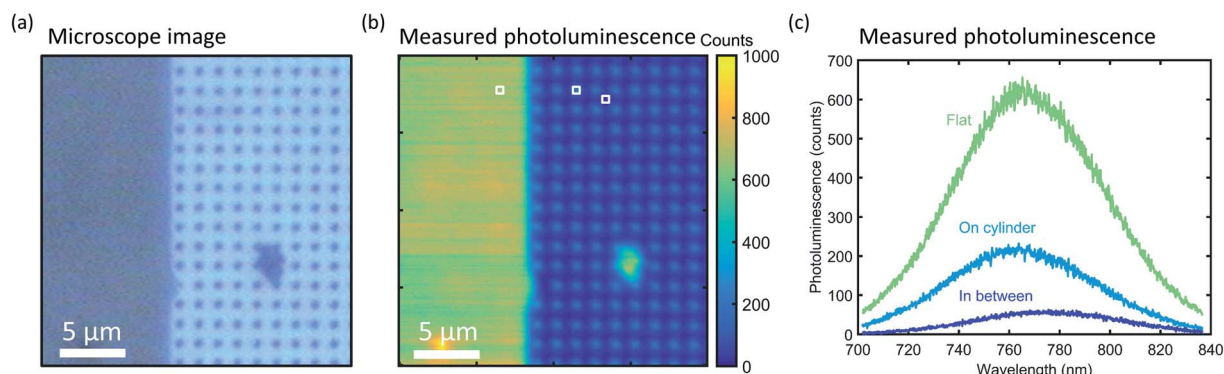 (a)
Microscope image
5 μm
(b)
Measured photoluminescence
Counts
1000
800
600
400
200
0
5 μm
(c)
Measured photoluminescence
Photoluminescence (counts)
700
600
500
400
300
200
100
0
Flat
On cylinder
In between
700 720 740 760 780 800 820 840
Wavelength (nm)